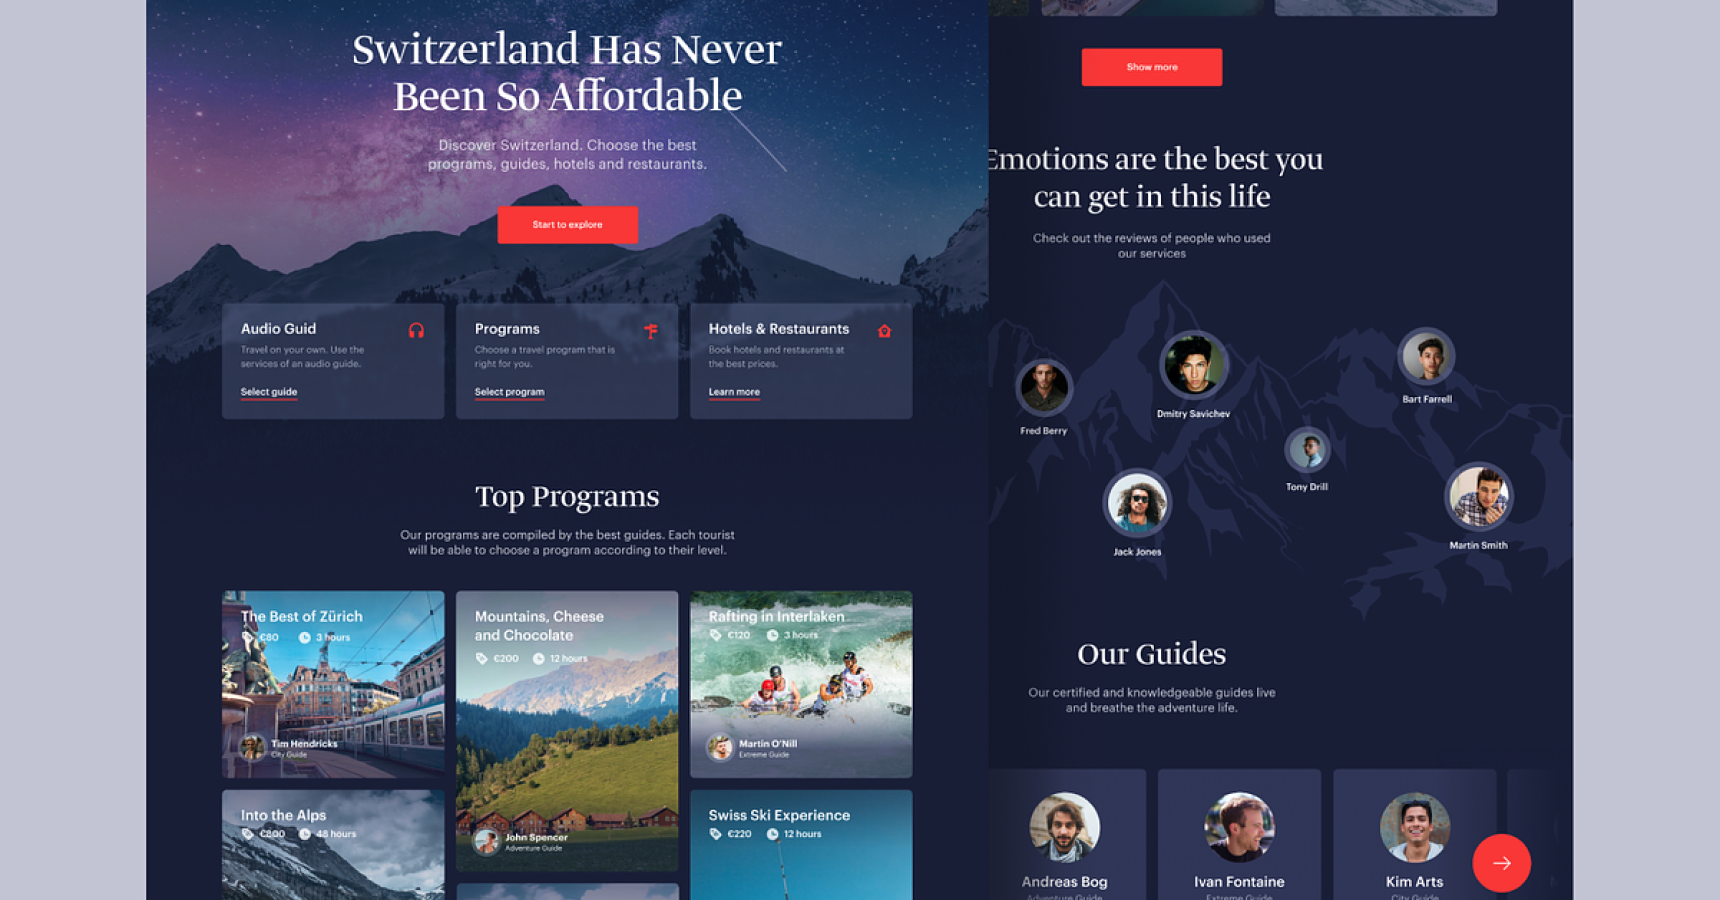 Switzerland Has Never
Been So Affordable
Discover Switzerland. Choose the best
programs, guides, hotels and restaurants.
Start to explore
Audio Guid
Travel on your own. Use the
services of an audio guide.
Select guide
Programs
Choose a travel program that is
right for you.
Select program
Hotels & Restaurants
Book hotels and restaurants at
the best prices.
Learn more
Top Programs
Our programs are compiled by the best guides. Each tourist
will be able to choose a program according to their level.
The Best of Zürich
€80 3 hours
Tim Hendricks
City Guide
Mountains, Cheese
and Chocolate
€200 12 hours
John Spencer
Adventure Guide
Rafting in Interlaken
€120 3 hours
Martin O'Nill
Extreme Guide
Into the Alps
€800 48 hours
Swiss Ski Experience
€220 12 hours
Show more
Emotions are the best you
can get in this life
Check out the reviews of people who used
our services
Fred Berry
Dmitry Savichev
Bart Farrell
Tony Drill
Jack Jones
Martin Smith
Our Guides
Our certified and knowledgeable guides live
and breathe the adventure life.
Andreas Bog
Adventure Guide
Ivan Fontaine
Extreme Guide
Kim Arts
City Guide